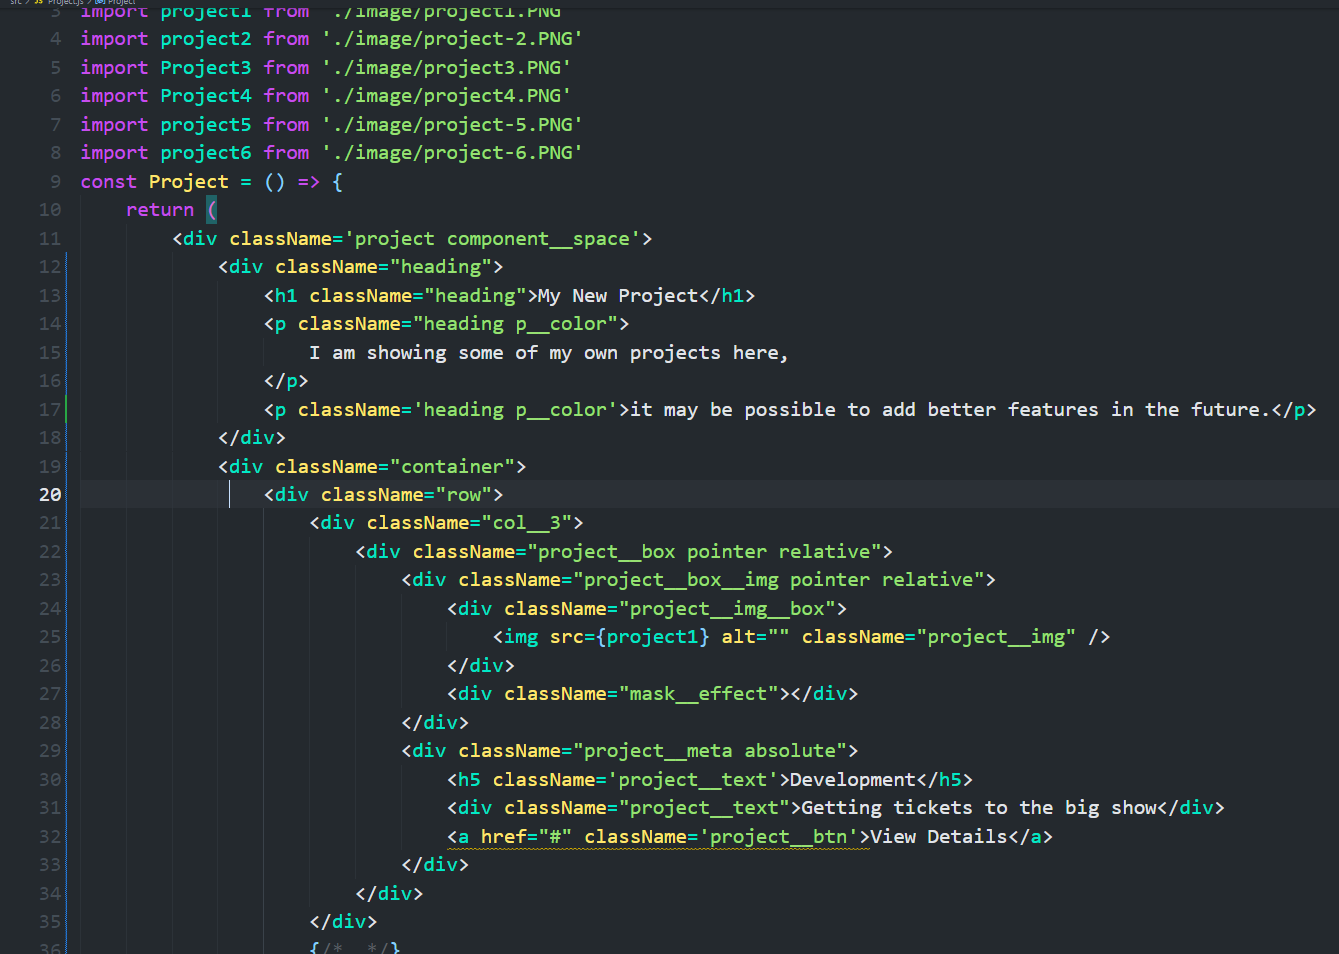 src > JS Project.js > Project
3 import project1 from './image/project1.PNG'
4 import project2 from './image/project-2.PNG'
5 import Project3 from './image/project3.PNG'
6 import Project4 from './image/project4.PNG'
7 import project5 from './image/project-5.PNG'
8 import project6 from './image/project-6.PNG'
9 const Project = () => {
10 return (
11 <div className='project component__space'>
12 <div className="heading">
13 <h1 className="heading">My New Project</h1>
14 <p className="heading p__color">
15 I am showing some of my own projects here,
16 </p>
17 <p className='heading p__color'>it may be possible to add better features in the future.</p>
18 </div>
19 <div className="container">
20 <div className="row">
21 <div className="col__3">
22 <div className="project__box pointer relative">
23 <div className="project__box__img pointer relative">
24 <div className="project__img__box">
25 <img src={project1} alt="" className="project__img" />
26 </div>
27 <div className="mask__effect"></div>
28 </div>
29 <div className="project__meta absolute">
30 <h5 className='project__text'>Development</h5>
31 <div className="project__text">Getting tickets to the big show</div>
32 <a href="#" className='project__btn'>View Details</a>
33 </div>
34 </div>
35 </div>
36 {/* */}